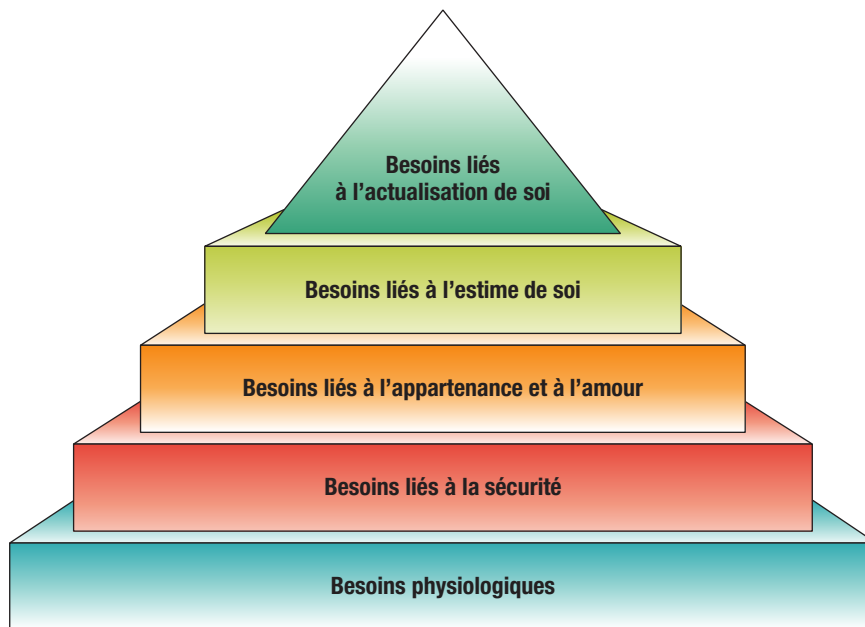 Besoins liés
à l’actualisation de soi
Besoins liés à l’estime de soi
Besoins liés à l’appartenance et à l’amour
Besoins liés à la sécurité
Besoins physiologiques